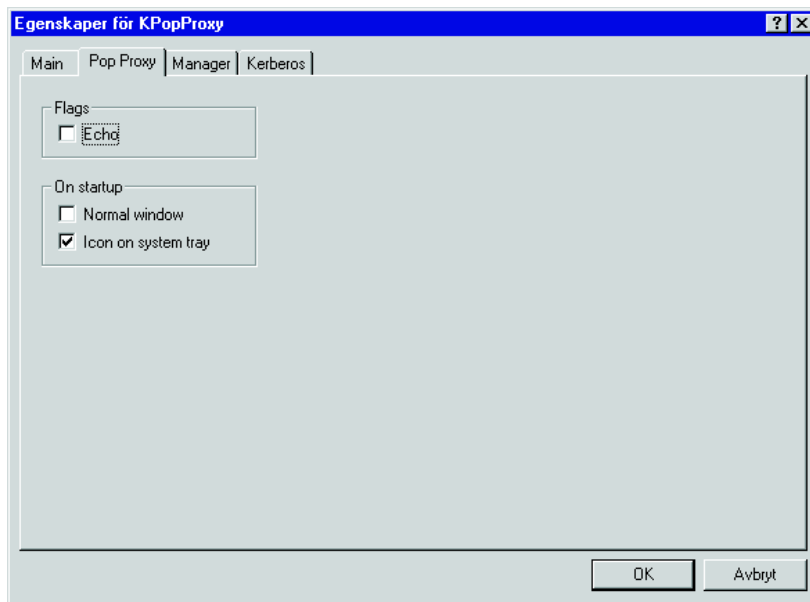 Egenskaper för KPopProxy
Main Pop Proxy Manager Kerberos
Flags
Echo
On startup
Normal window
Icon on system tray
OK Avbryt